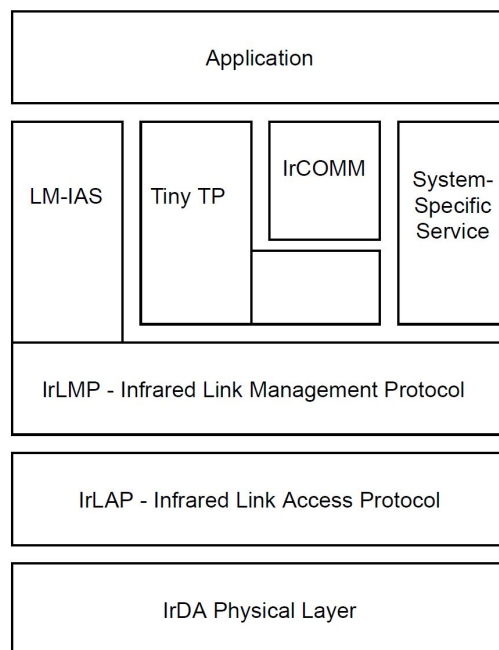 Application
LM-IAS
Tiny TP
IrCOMM
System-
Specific
Service
IrLMP - Infrared Link Management Protocol
IrLAP - Infrared Link Access Protocol
IrDA Physical Layer